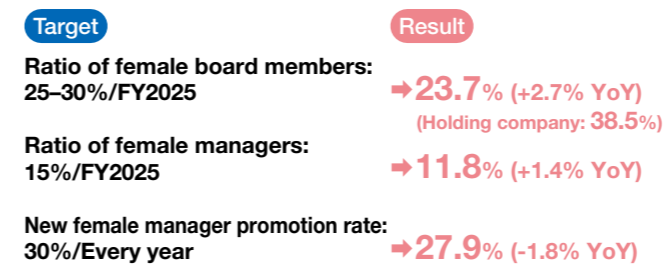 Target
Result
Ratio of female board members:
25–30%/FY2025
➡23.7% (+2.7% YoY)
(Holding company: 38.5%)
Ratio of female managers:
15%/FY2025
➡11.8% (+1.4% YoY)
New female manager promotion rate:
30%/Every year
➡27.9% (-1.8% YoY)